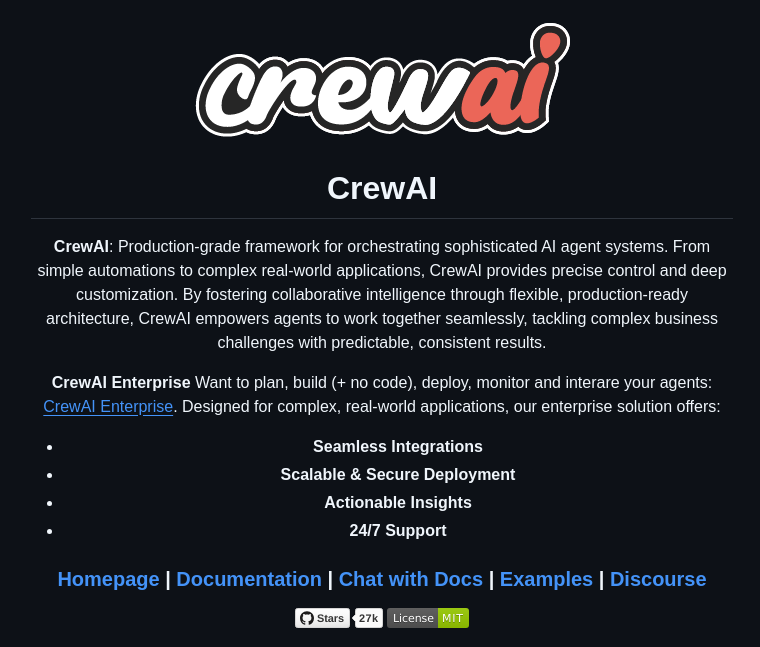 crewai
CrewAI
CrewAI: Production-grade framework for orchestrating sophisticated AI agent systems. From
simple automations to complex real-world applications, CrewAI provides precise control and deep
customization. By fostering collaborative intelligence through flexible, production-ready
architecture, CrewAI empowers agents to work together seamlessly, tackling complex business
challenges with predictable, consistent results.
CrewAI Enterprise Want to plan, build (+ no code), deploy, monitor and interare your agents:
CrewAI Enterprise. Designed for complex, real-world applications, our enterprise solution offers:
• Seamless Integrations
• Scalable & Secure Deployment
• Actionable Insights
• 24/7 Support
Homepage | Documentation | Chat with Docs | Examples | Discourse
Stars 27k License MIT